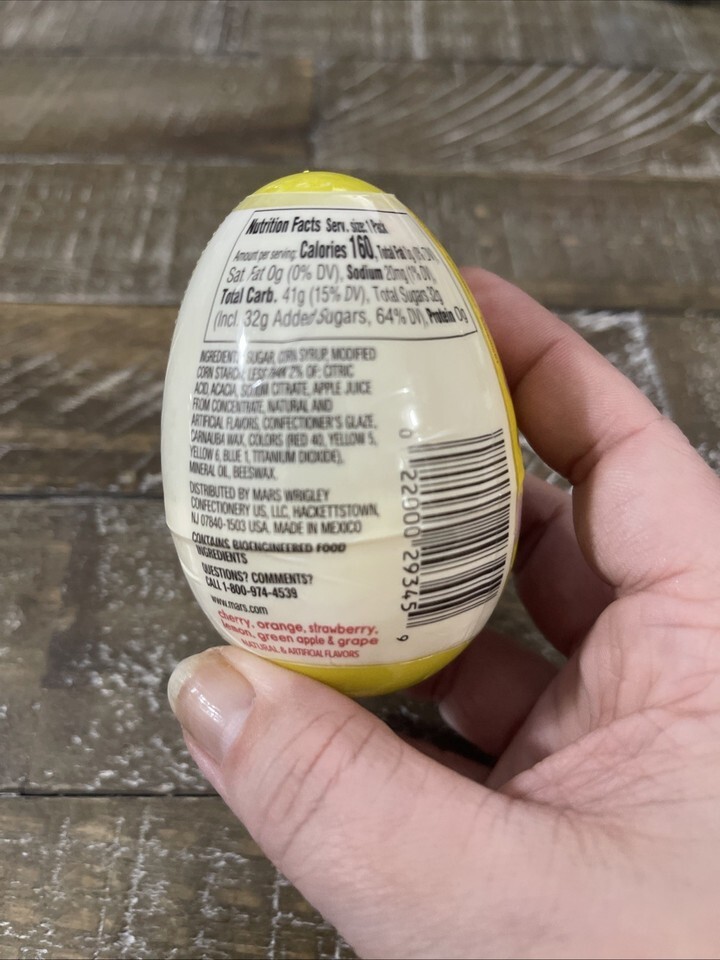 Nutrition Facts Serv. size: 1 Pack
Amount per serving: Calories 160, Total Fat 1g
Sat Fat 0g (0% DV), Sodium 20mg (1% DV),
Total Carb. 41g (15% DV), Total Sugars 32g
(Incl. 32g Added Sugars, 64% DV), Protein 0g
INGREDIENTS: SUGAR, CORN SYRUP, MODIFIED
CORN STARCH, LESS THAN 2% OF: CITRIC
ACID, ACACIA, SODIUM CITRATE, APPLE JUICE
FROM CONCENTRATE, NATURAL AND
ARTIFICIAL FLAVORS, CONFECTIONER'S GLAZE,
CARNAUBA WAX, COLORS (RED 40, YELLOW 5,
YELLOW 6, BLUE 1, TITANIUM DIOXIDE),
MINERAL OIL, BEESWAX.
DISTRIBUTED BY MARS WRIGLEY
CONFECTIONERY US, LLC, HACKETTSTOWN,
NJ 07840-1503 USA, MADE IN MEXICO
CONTAINS BIOENGINEERED FOOD
INGREDIENTS
QUESTIONS? COMMENTS?
CALL 1-800-974-4539
www.mars.com
cherry, orange, strawberry,
lemon, green apple & grape
NATURAL & ARTIFICIAL FLAVORS
0 22000 29345 9